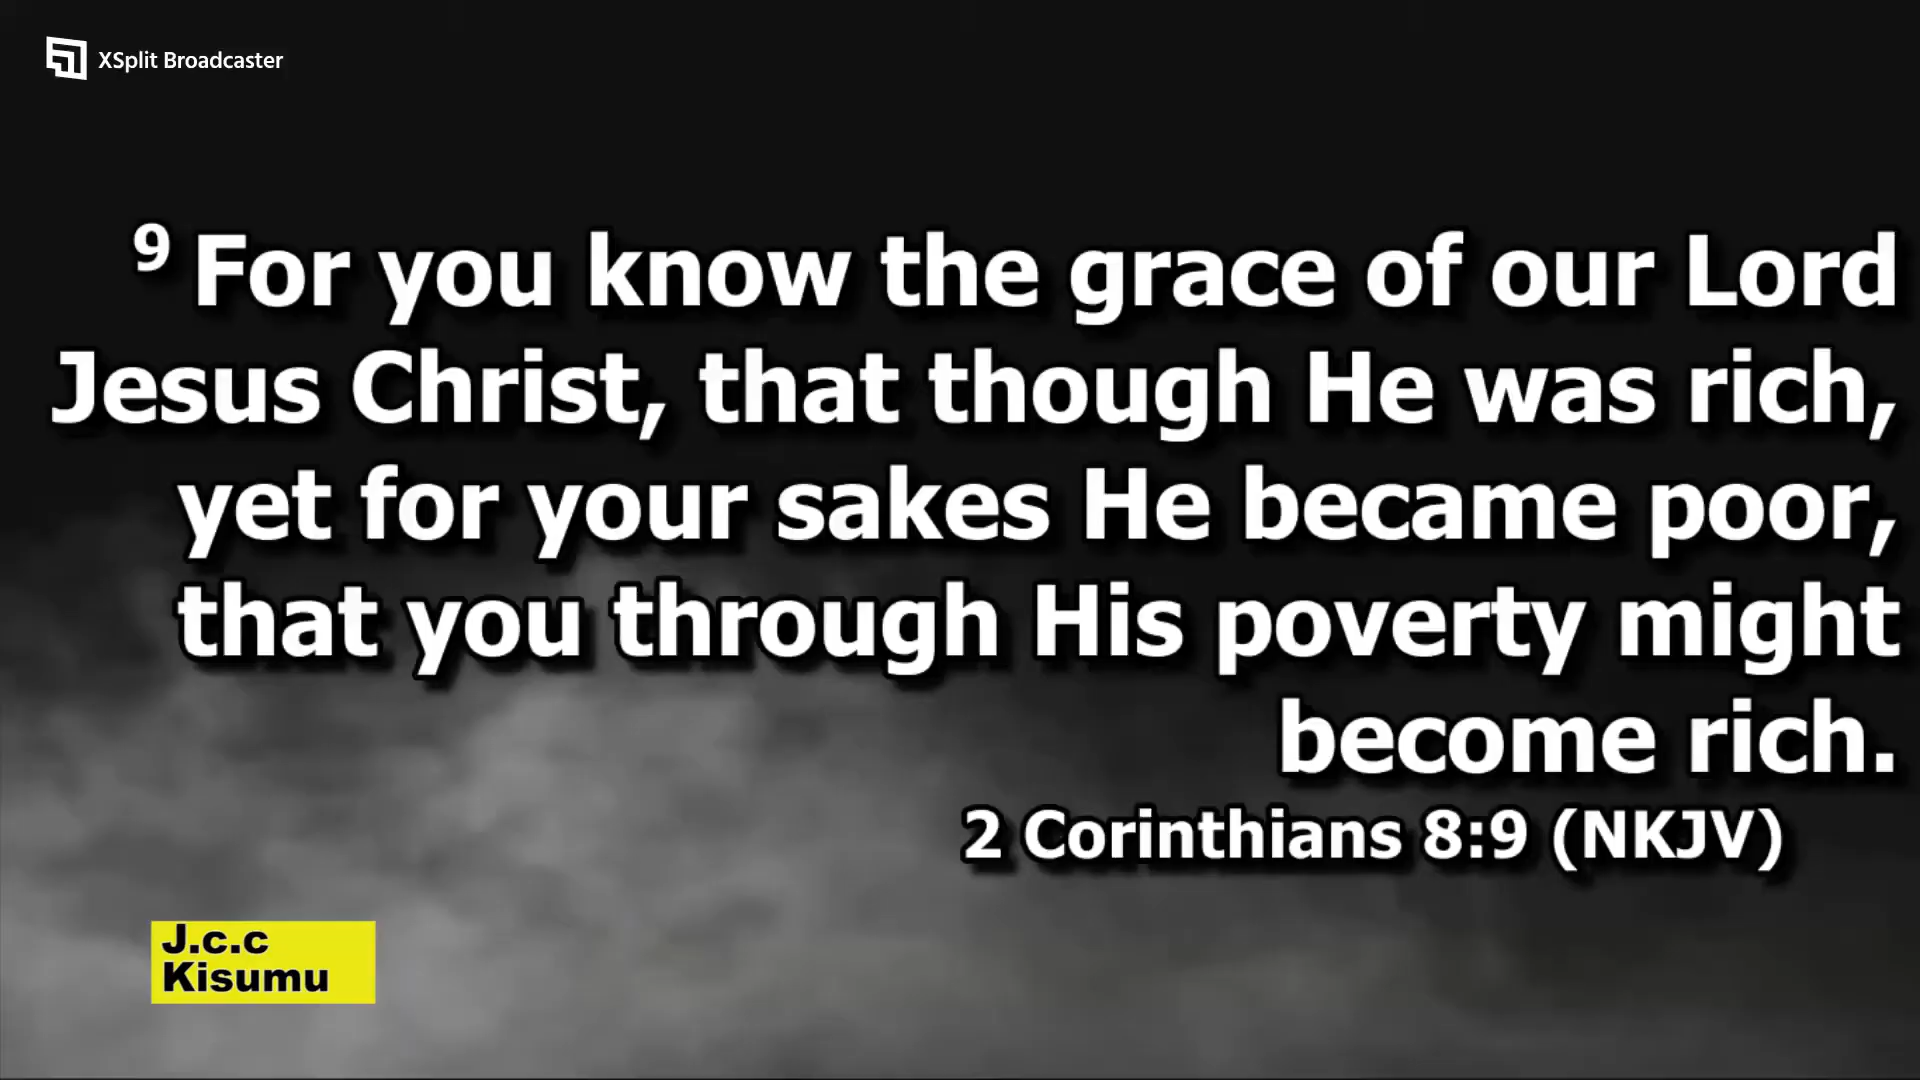 XSplit Broadcaster
9 For you know the grace of our Lord
Jesus Christ, that though He was rich,
yet for your sakes He became poor,
that you through His poverty might
become rich.
2 Corinthians 8:9 (NKJV)
J.c.c
Kisumu